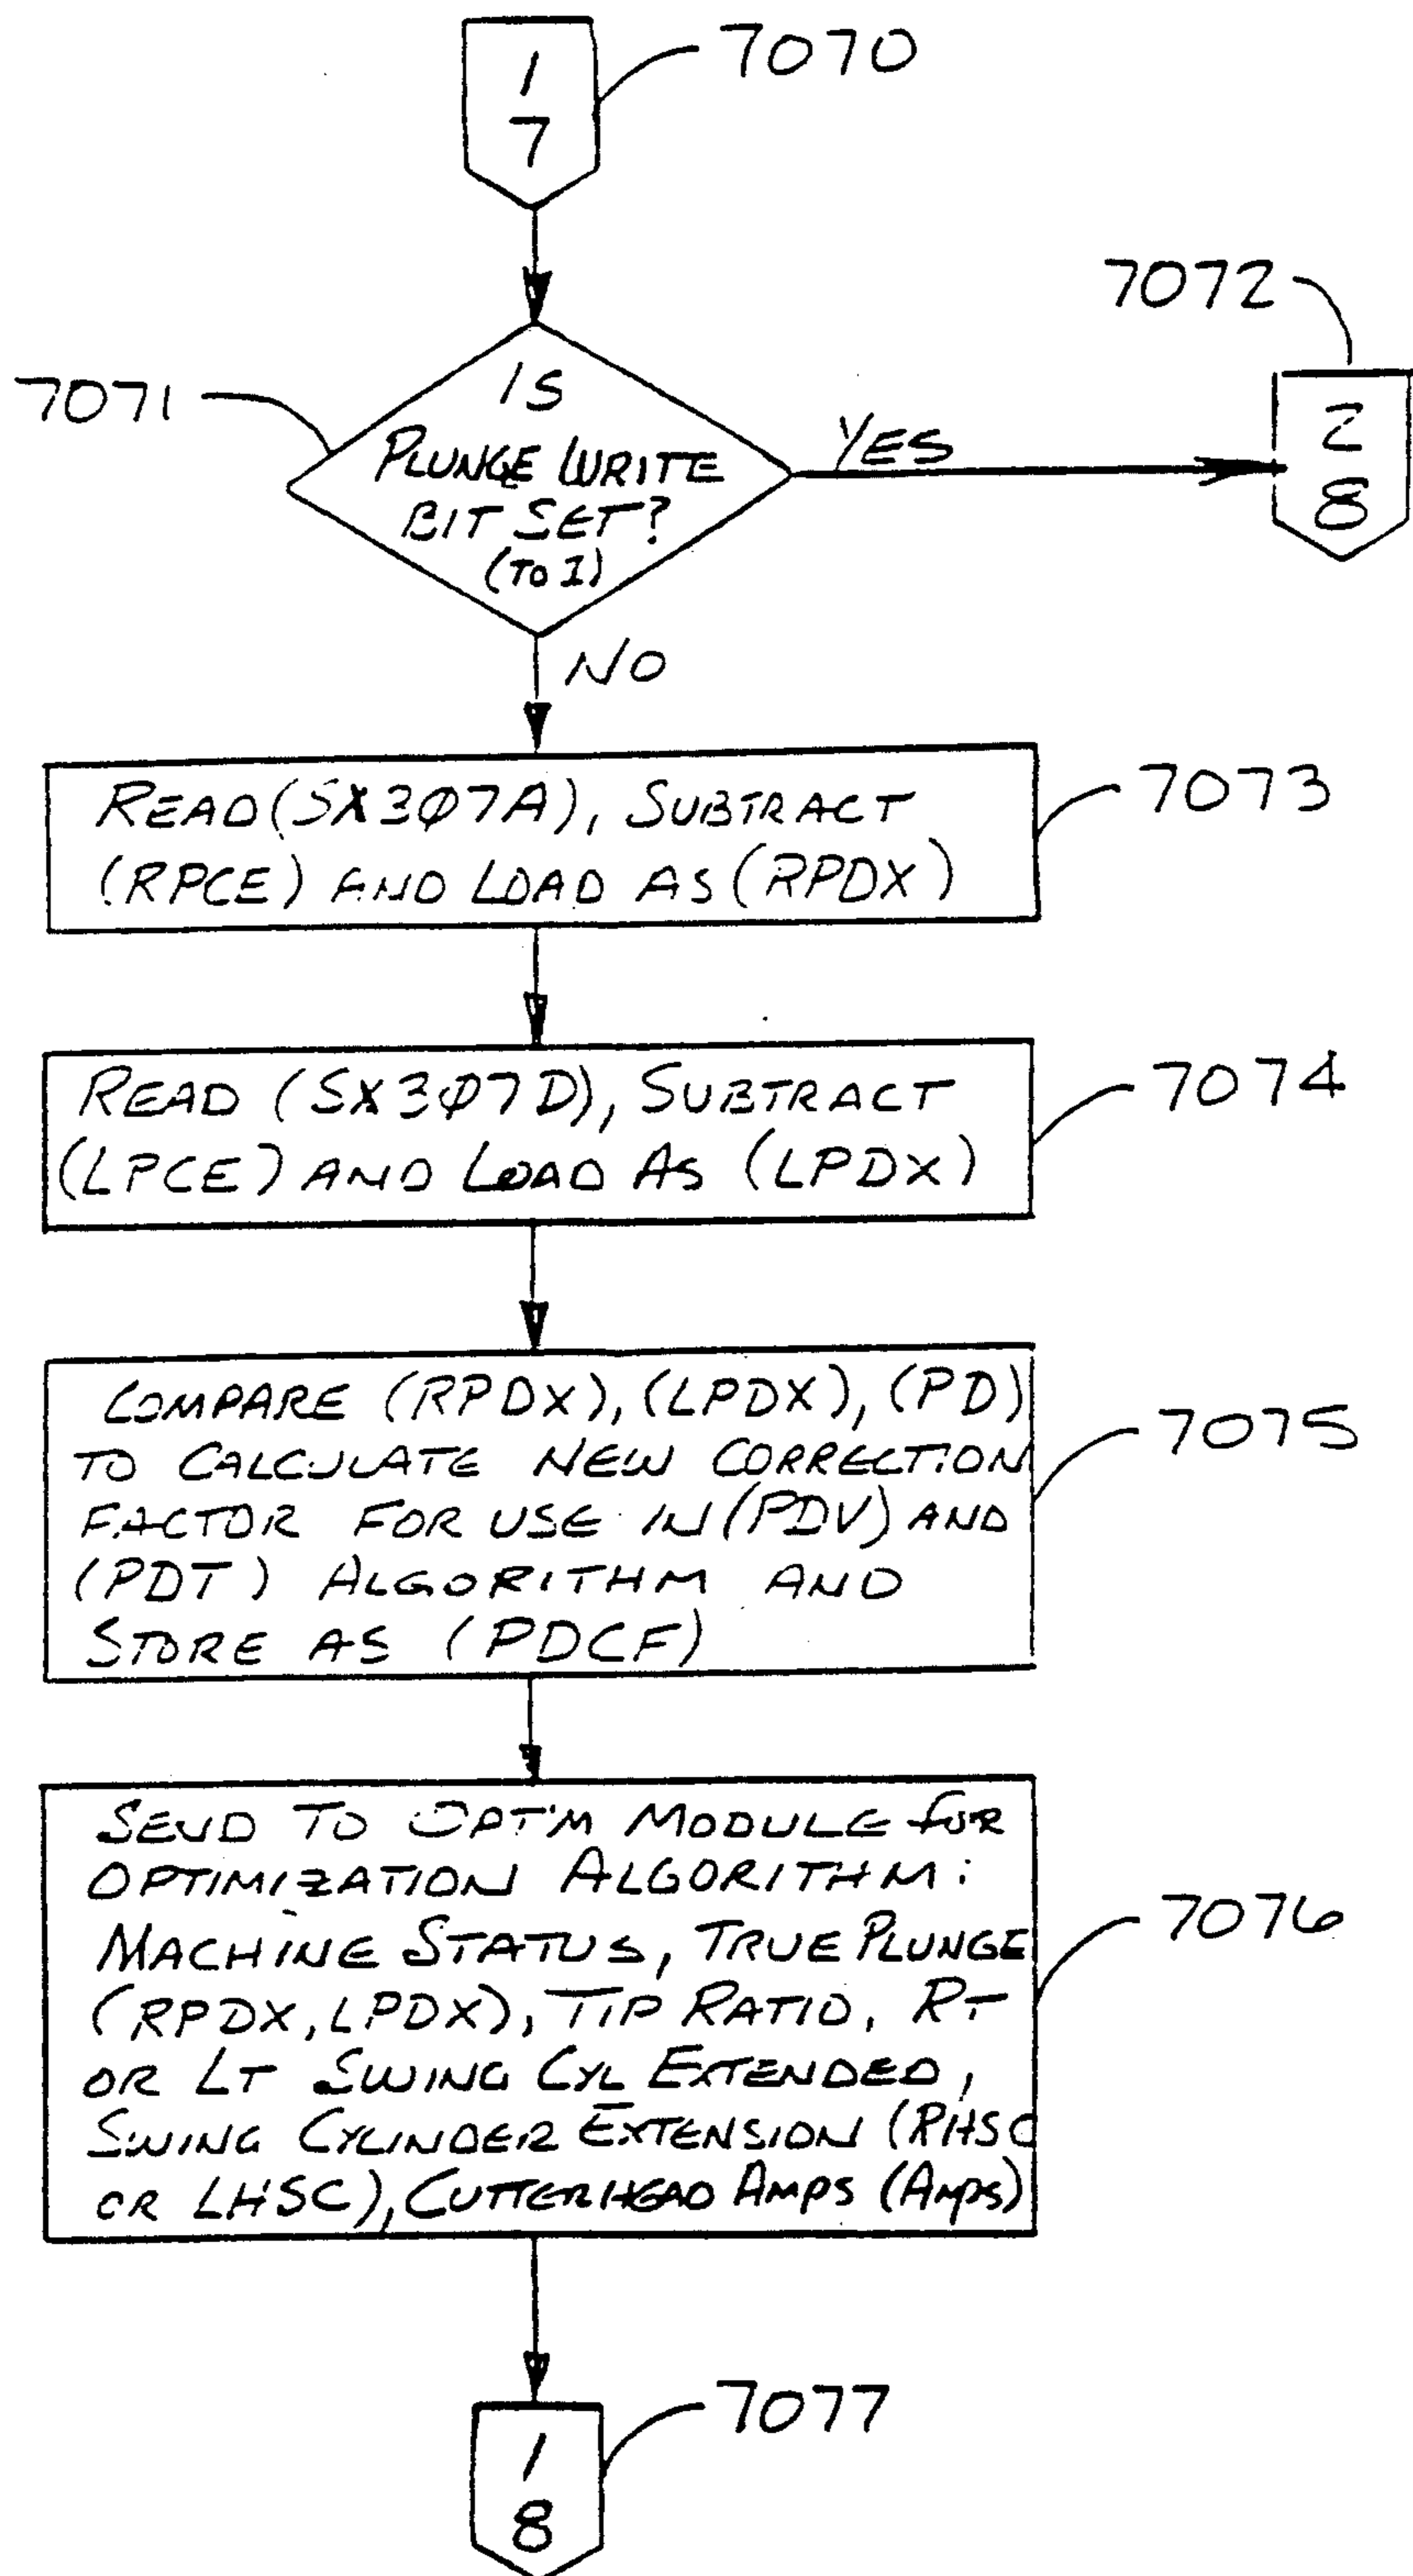 1
7
7070
7071
IS
PLUNGE WRITE
BIT SET?
(TO 1)
YES
7072
2
8
NO
READ (SX3Ø7A), SUBTRACT
(RPCE) AND LOAD AS (RPDX)
7073
READ (SX3Ø7D), SUBTRACT
(LPCE) AND LOAD AS (LPDX)
7074
COMPARE (RPDX), (LPDX), (PD)
TO CALCULATE NEW CORRECTION
FACTOR FOR USE IN (PDV) AND
(PDT) ALGORITHM AND
STORE AS (PDCF)
7075
SEND TO OPT'M MODULE FOR
OPTIMIZATION ALGORITHM:
MACHINE STATUS, TRUE PLUNGE
(RPDX, LPDX), TIP RATIO, RT
OR LT SWING CYL EXTENDED,
SWING CYLINDER EXTENSION (RHSC
OR LHSC), CUTTERHEAD AMPS (AMPS)
7076
1
8
7077